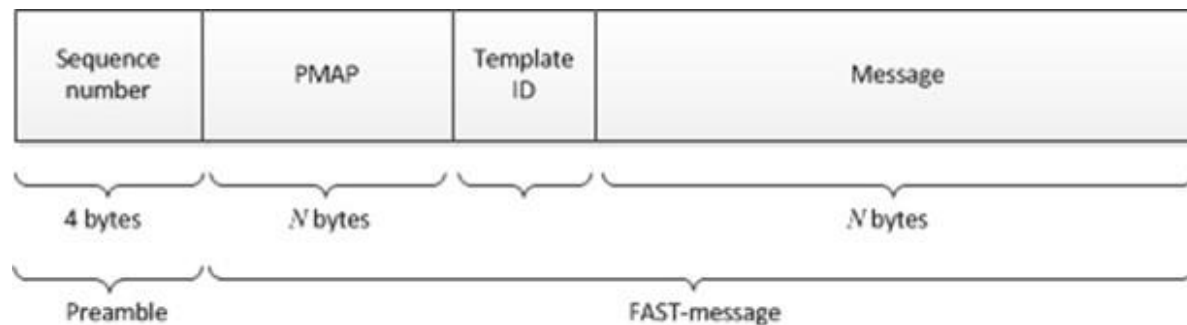 Sequence
number
PMAP
Template
ID
Message
4 bytes
N bytes
N bytes
Preamble
FAST-message